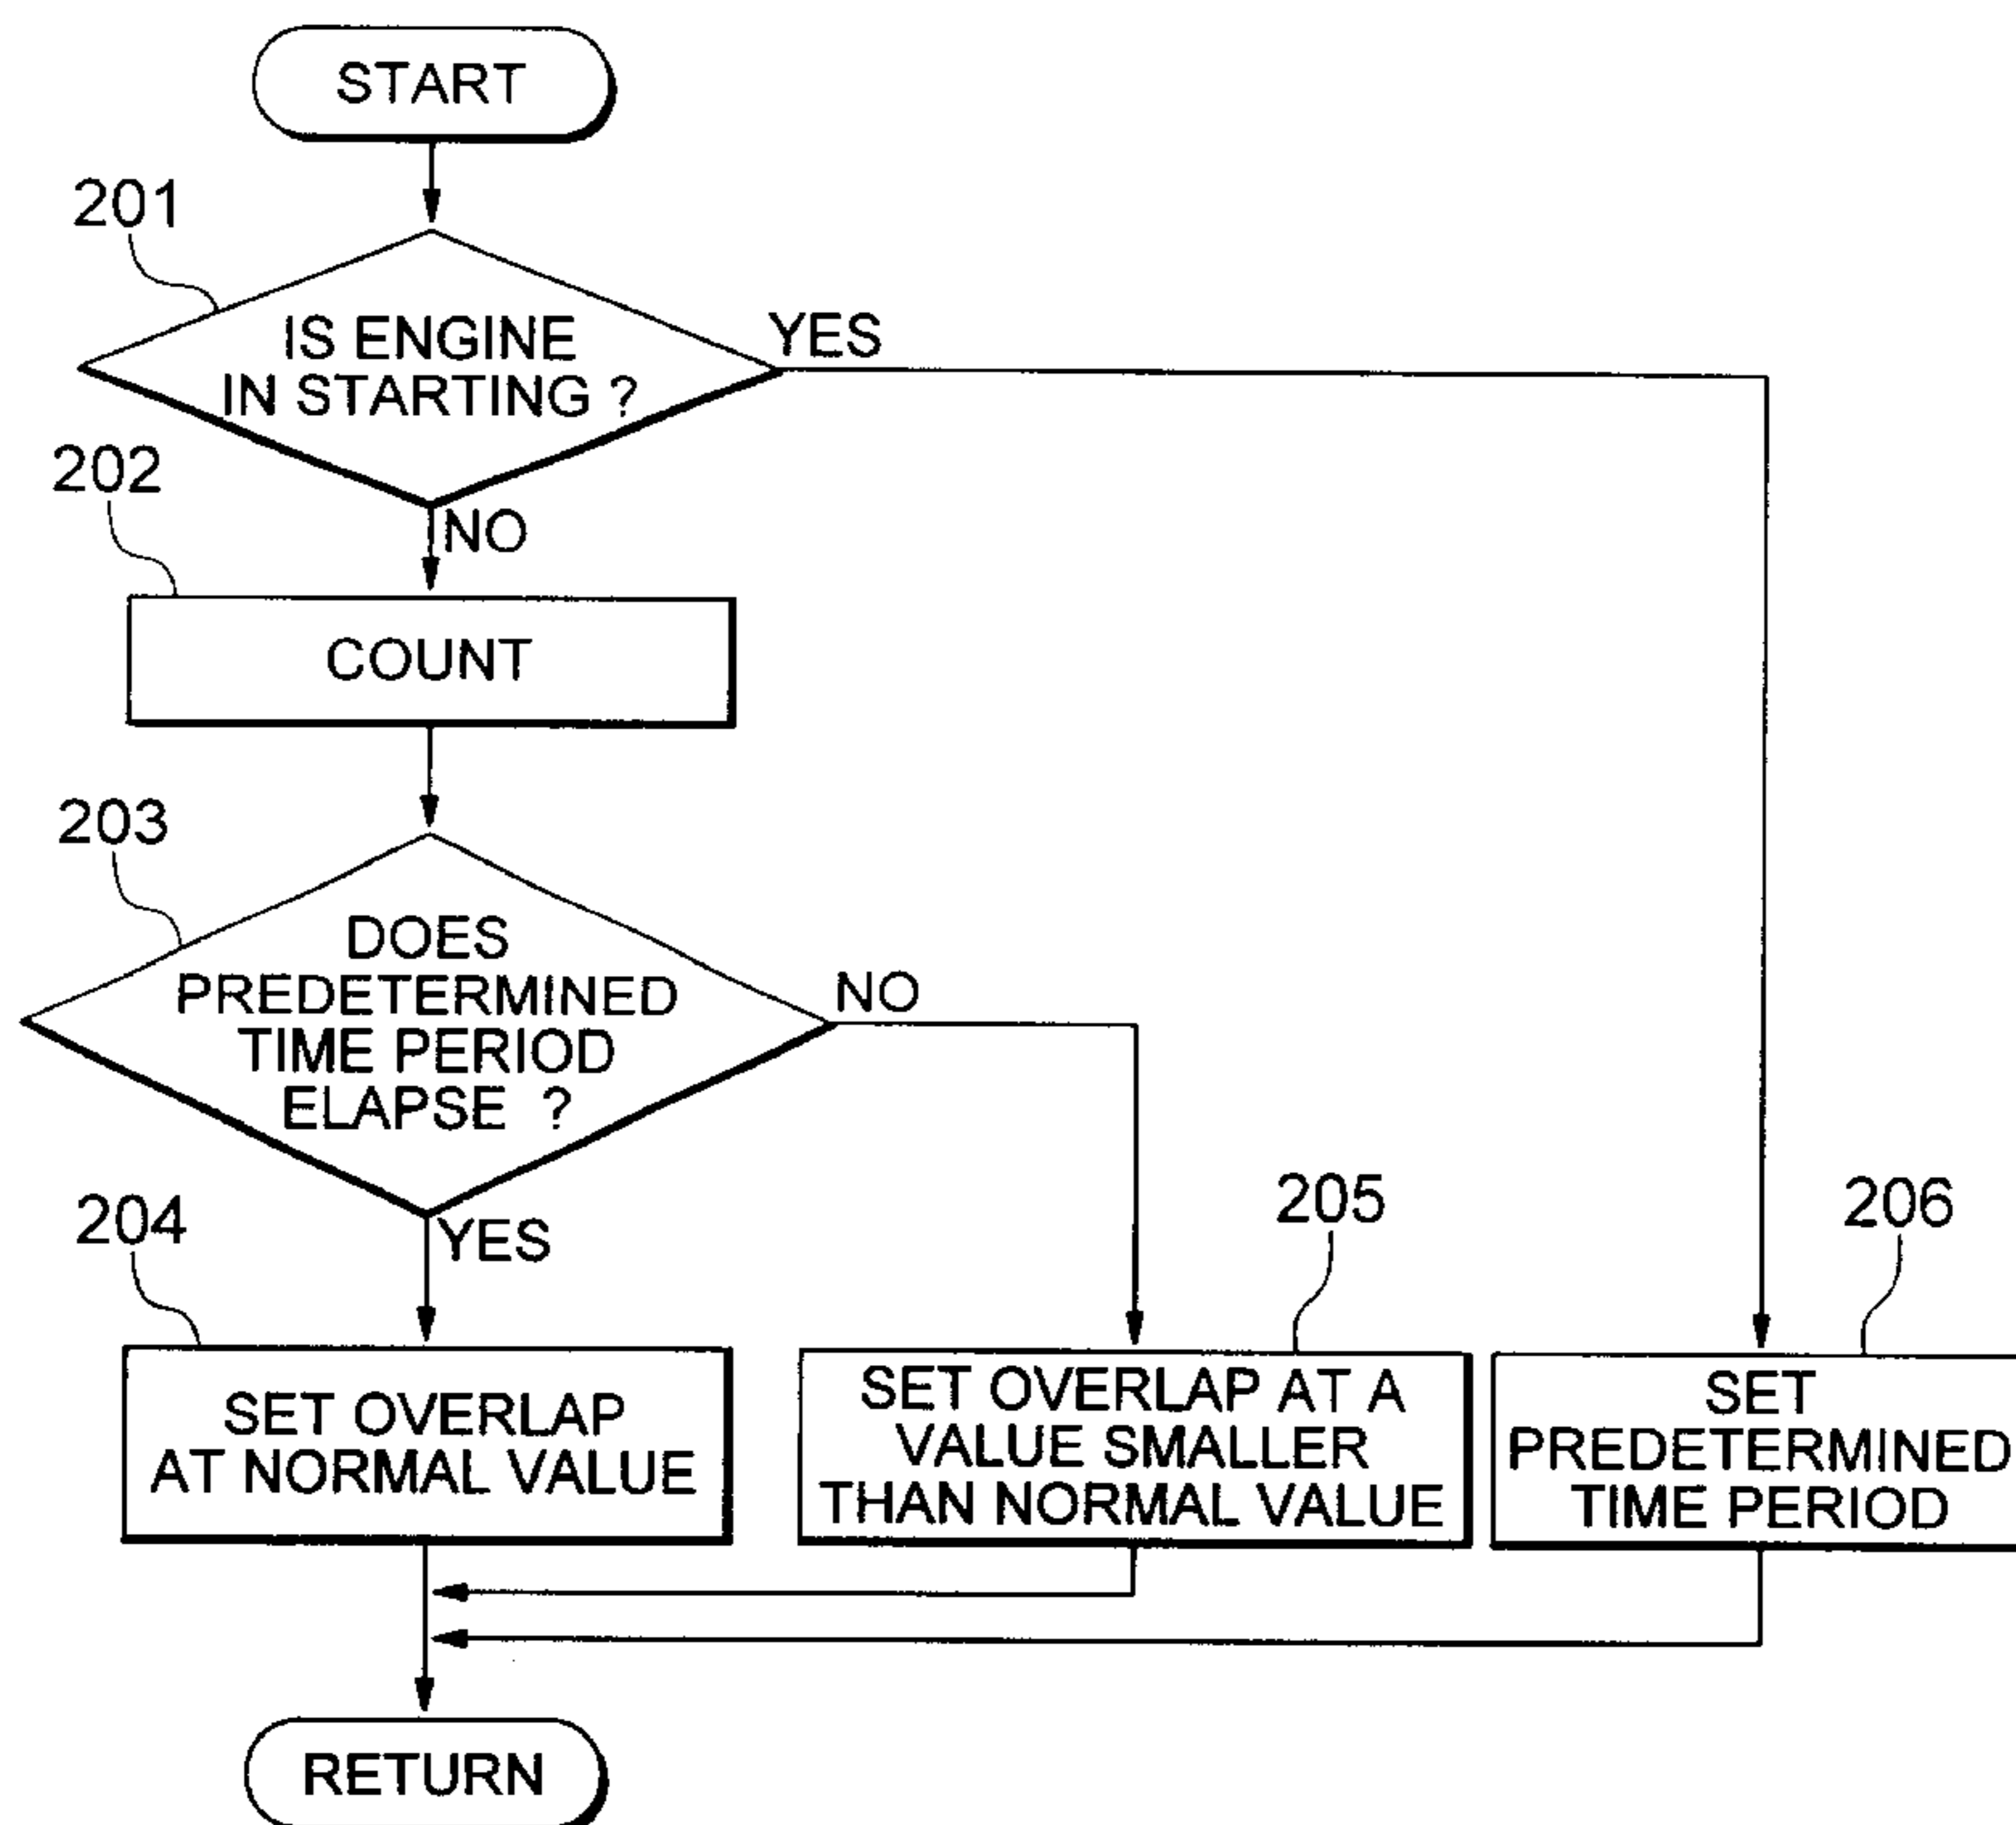 START
201
IS ENGINE
IN STARTING ?
YES
202
NO
COUNT
203
DOES
PREDETERMINED
TIME PERIOD
ELAPSE ?
NO
204
YES
205
206
SET OVERLAP
AT NORMAL VALUE
SET OVERLAP AT A
VALUE SMALLER
THAN NORMAL VALUE
SET
PREDETERMINED
TIME PERIOD
RETURN